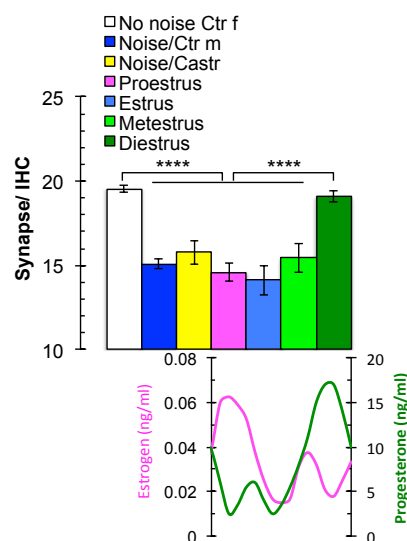 No noise Ctr f
Noise/Ctr m
Noise/Castr
Proestrus
Estrus
Metestrus
Diestrus
25
20
15
10
Synapse/ IHC
**** ****
0.08
0.06
0.04
0.02
0
Estrogen (ng/ml)
20
15
10
5
0
Progesterone (ng/ml)